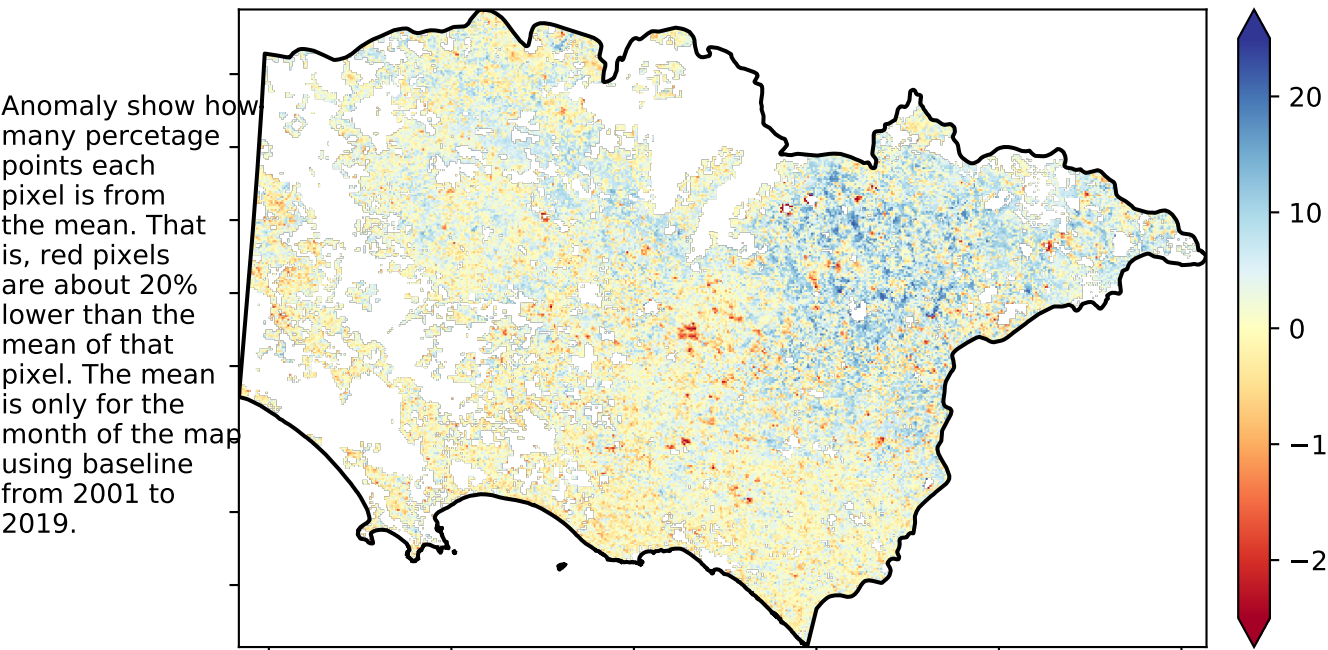 Anomaly show how
many percetage
points each
pixel is from
the mean. That
is, red pixels
are about 20%
lower than the
mean of that
pixel. The mean
is only for the
month of the map
using baseline
from 2001 to
2019.
20
10
0
−1
−2